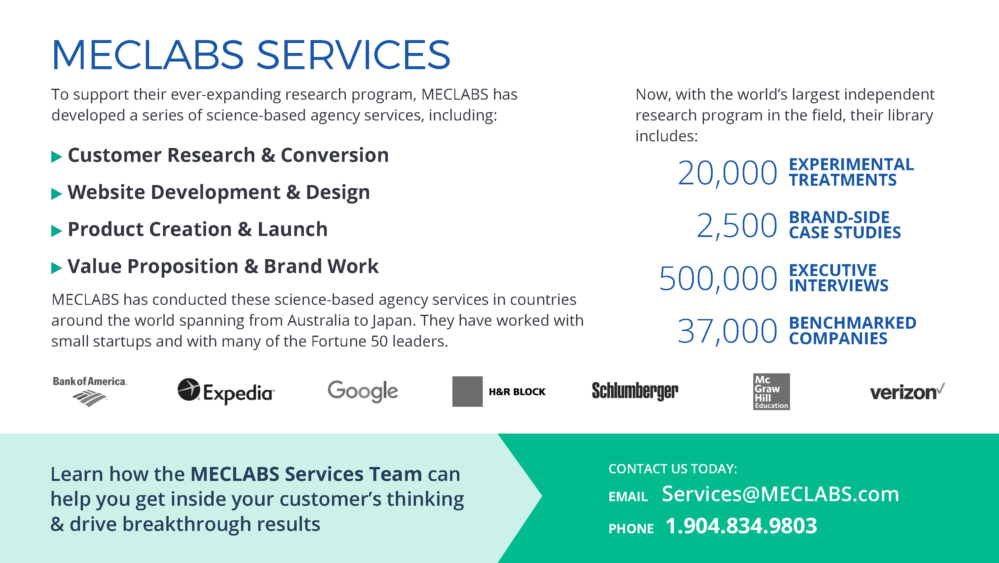 MECLABS SERVICES
To support their ever-expanding research program, MECLABS has
developed a series of science-based agency services, including:
▶ Customer Research & Conversion
▶ Website Development & Design
▶ Product Creation & Launch
▶ Value Proposition & Brand Work
MECLABS has conducted these science-based agency services in countries
around the world spanning from Australia to Japan. They have worked with
small startups and with many of the Fortune 50 leaders.
Now, with the world’s largest independent
research program in the field, their library
includes:
20,000 EXPERIMENTAL
TREATMENTS
2,500 BRAND-SIDE
CASE STUDIES
500,000 EXECUTIVE
INTERVIEWS
37,000 BENCHMARKED
COMPANIES
Bank of America.
Expedia®
Google
H&R BLOCK
Schlumberger
Mc
Graw
Hill
Education
verizon✓
Learn how the MECLABS Services Team can
help you get inside your customer’s thinking
& drive breakthrough results
CONTACT US TODAY:
EMAIL Services@MECLABS.com
PHONE 1.904.834.9803